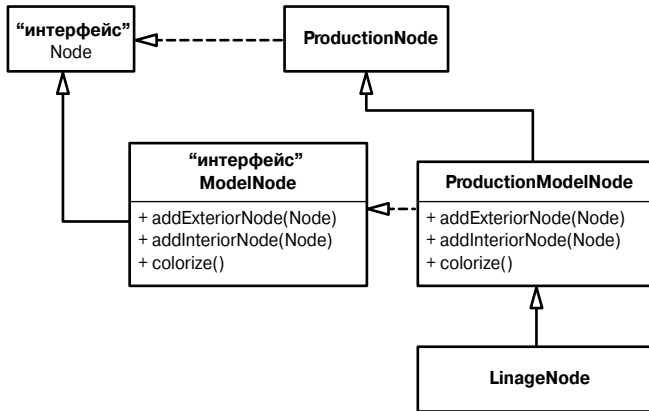 “интерфейс”
Node
ProductionNode
“интерфейс”
ModelNode
+ addExteriorNode(Node)
+ addInteriorNode(Node)
+ colorize()
ProductionModelNode
+ addExteriorNode(Node)
+ addInteriorNode(Node)
+ colorize()
LinageNode